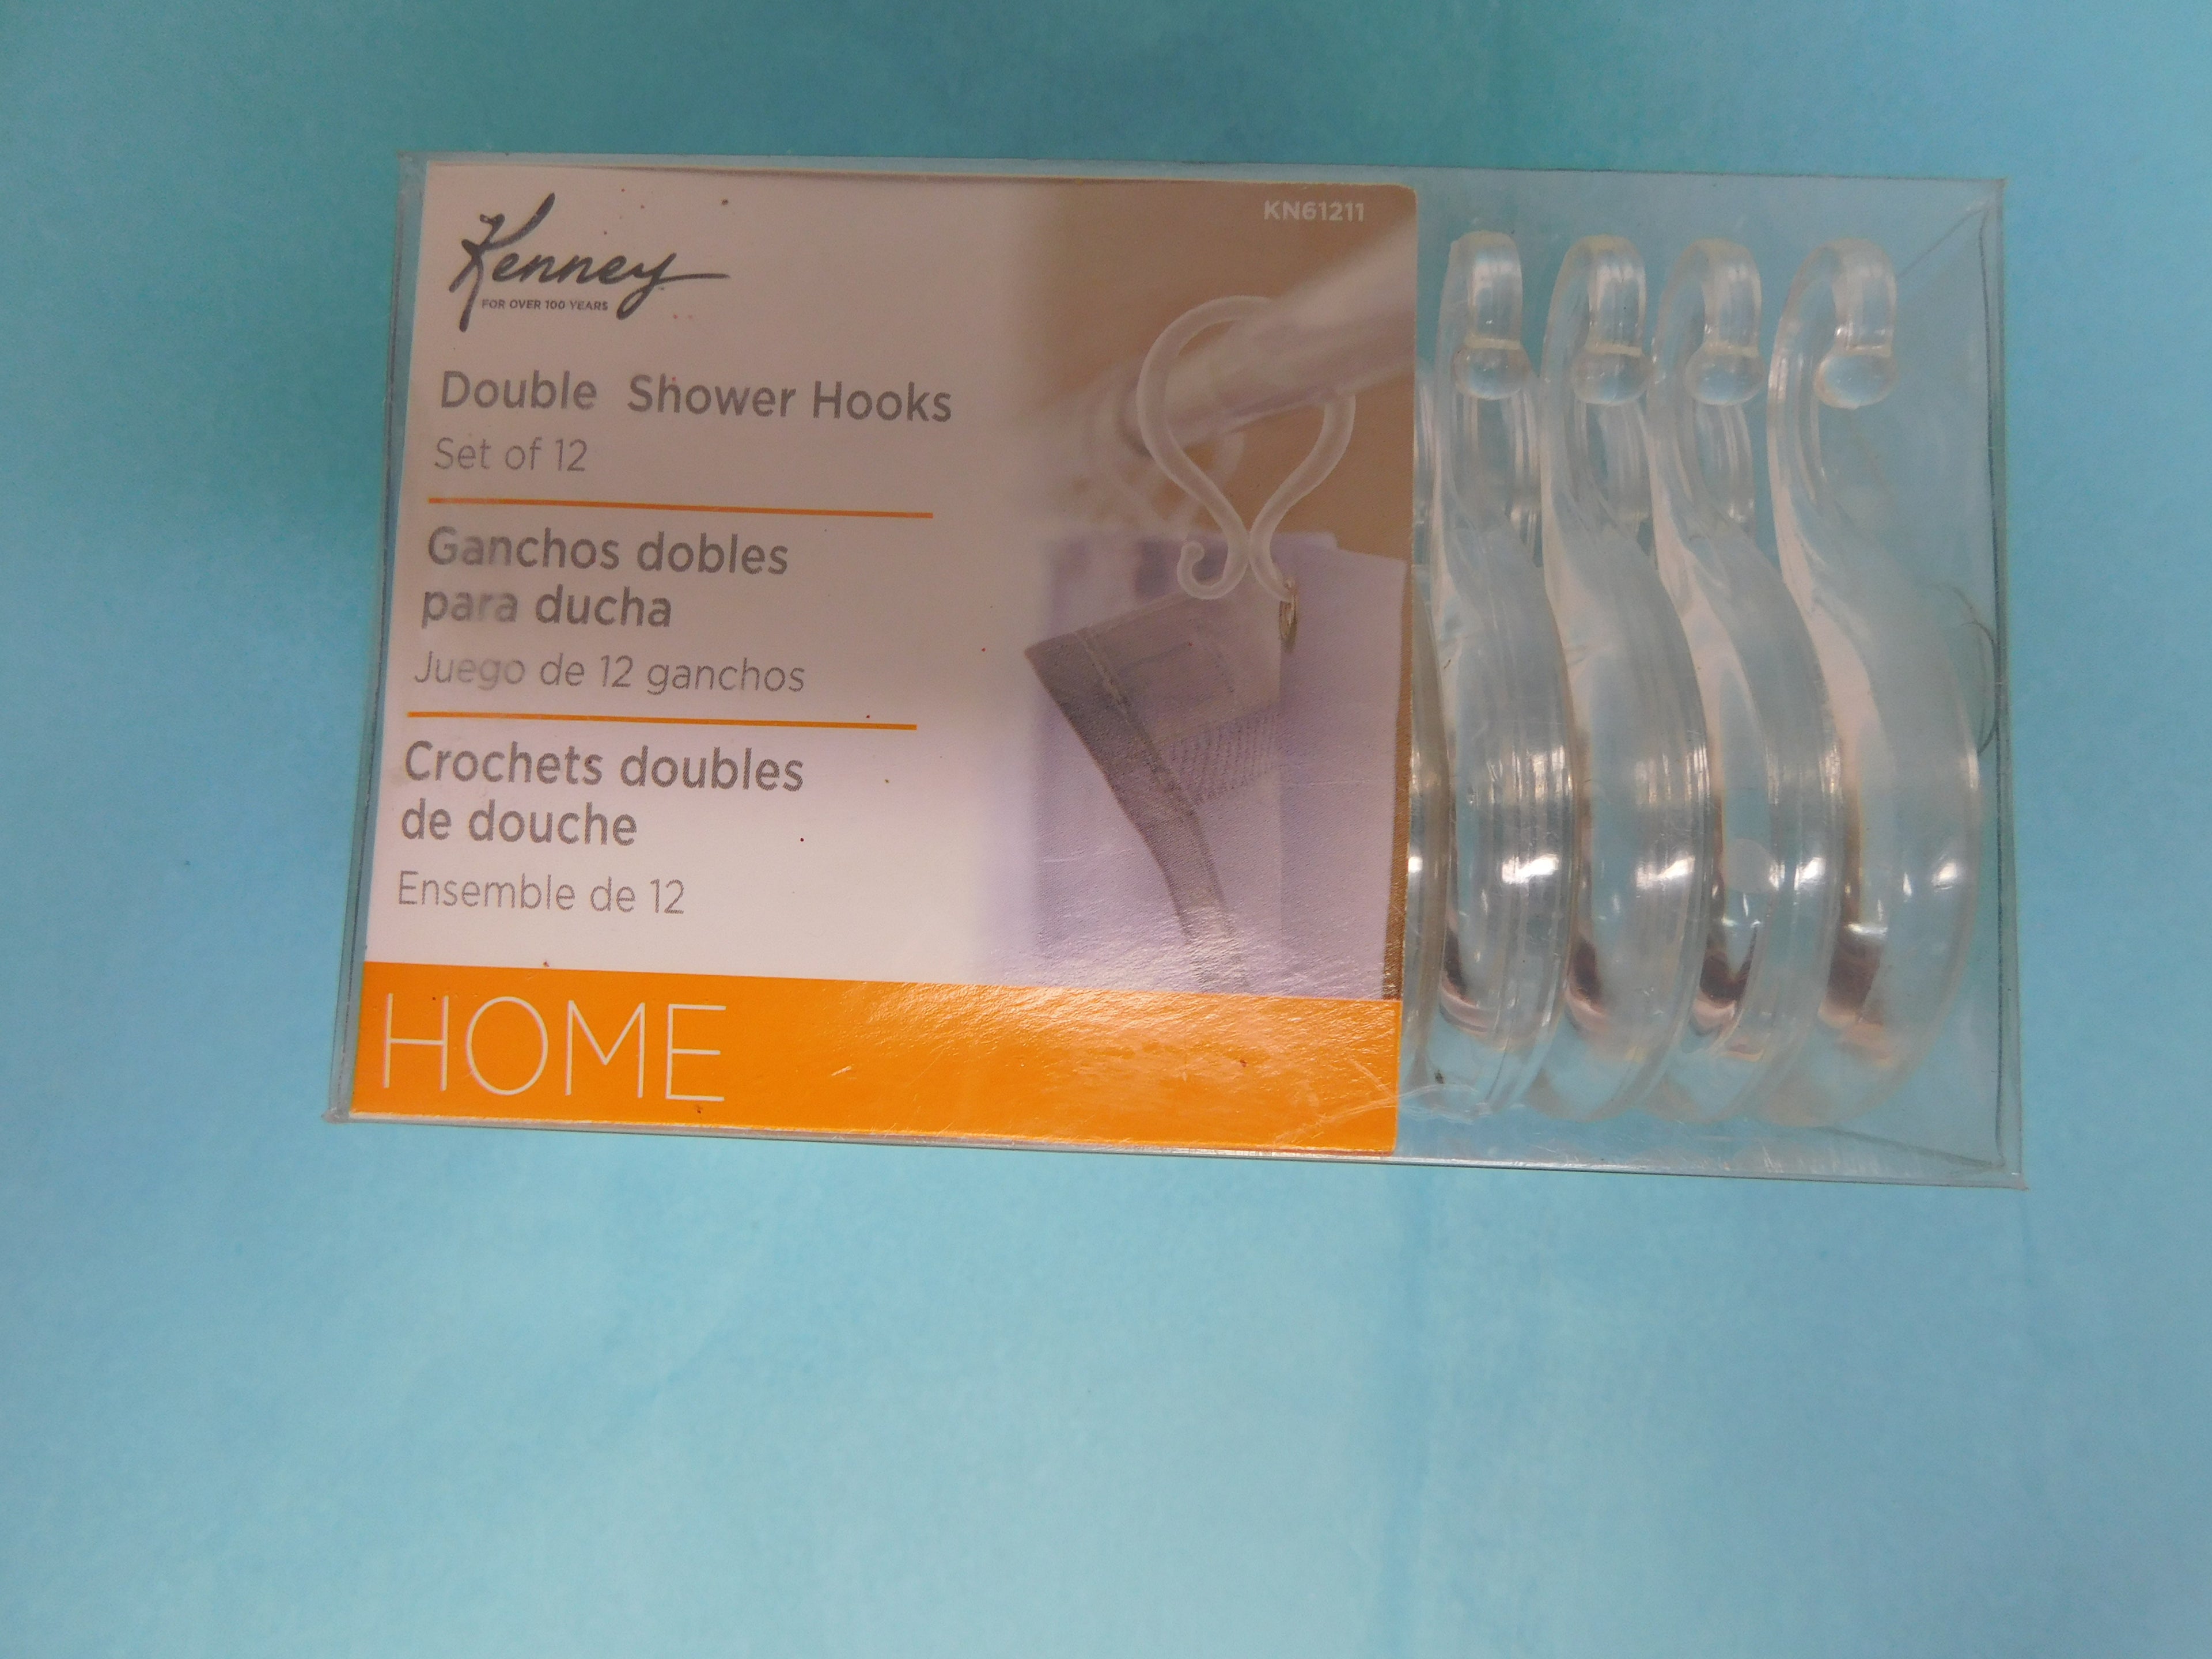 KN61211
Kenney
FOR OVER 100 YEARS
Double Shower Hooks
Set of 12
Ganchos dobles
para ducha
Juego de 12 ganchos
Crochets doubles
de douche
Ensemble de 12
HOME